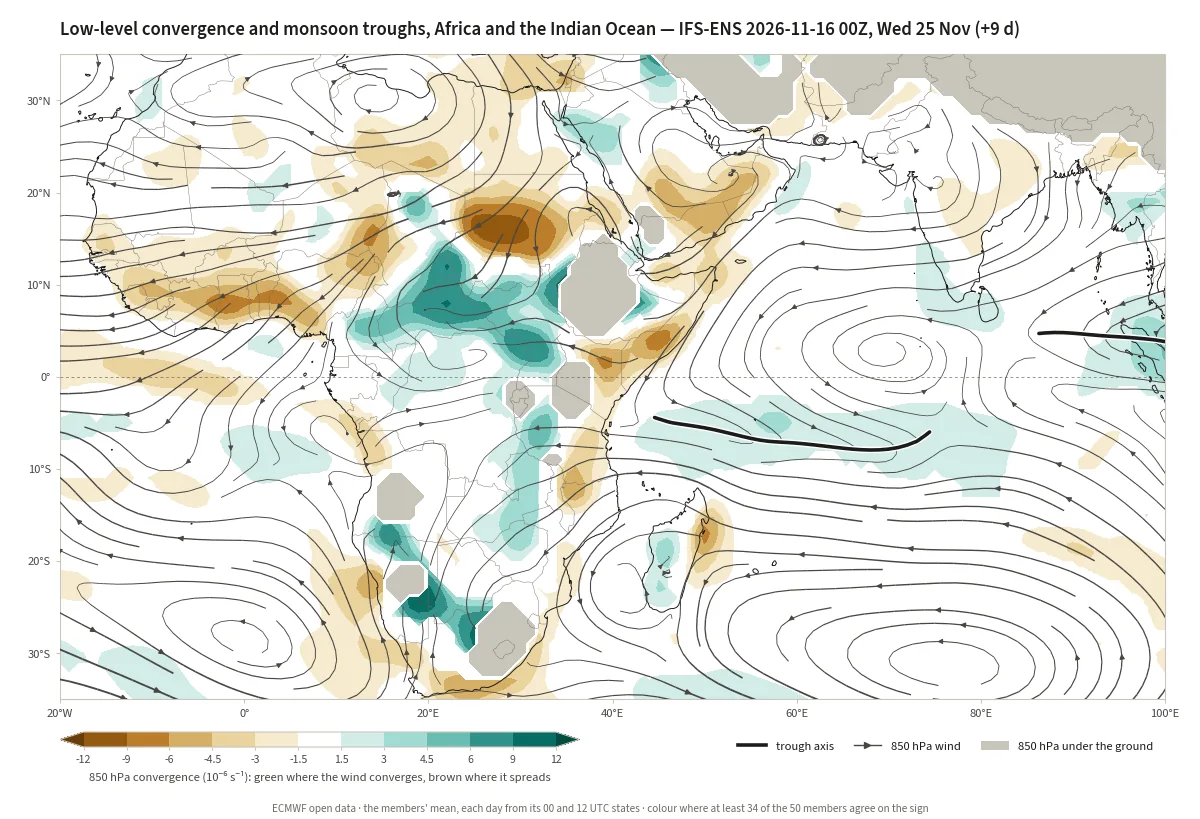 Low-level convergence and monsoon troughs, Africa and the Indian Ocean — IFS-ENS 2026-11-16 00Z, Wed 25 Nov (+9 d)
30°N
20°N
10°N
0°
10°S
20°S
30°S
20°W 0° 20°E 40°E 60°E 80°E 100°E
-12 -9 -6 -4.5 -3 -1.5 1.5 3 4.5 6 9 12
850 hPa convergence (10⁻⁶ s⁻¹): green where the wind converges, brown where it spreads
trough axis 850 hPa wind 850 hPa under the ground
ECMWF open data · the members' mean, each day from its 00 and 12 UTC states · colour where at least 34 of the 50 members agree on the sign